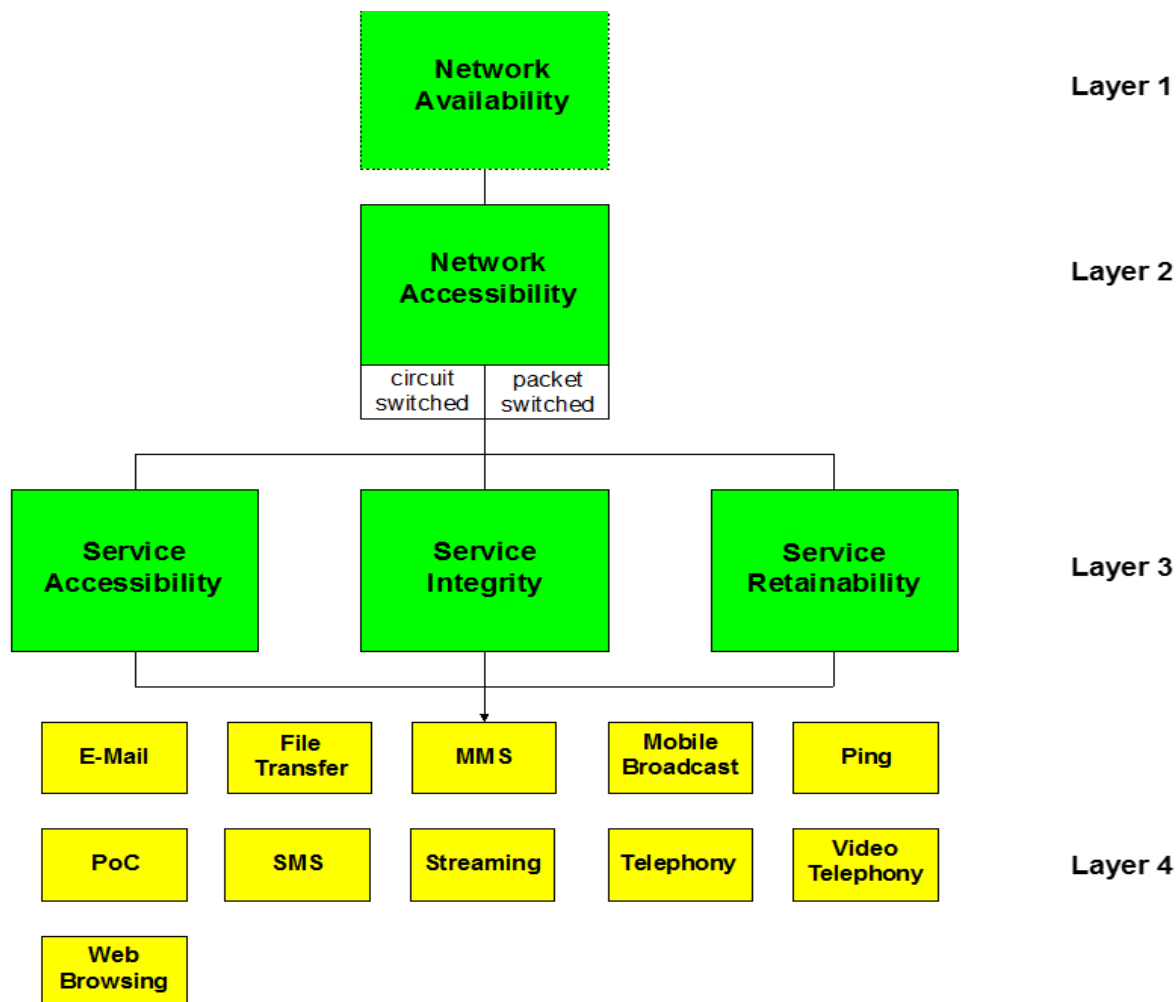 Network
Availability
Layer 1
Network
Accessibility
Layer 2
circuit
switched
packet
switched
Service
Accessibility
Service
Integrity
Service
Retainability
Layer 3
E-Mail
File
Transfer
MMS
Mobile
Broadcast
Ping
PoC
SMS
Streaming
Telephony
Video
Telephony
Layer 4
Web
Browsing